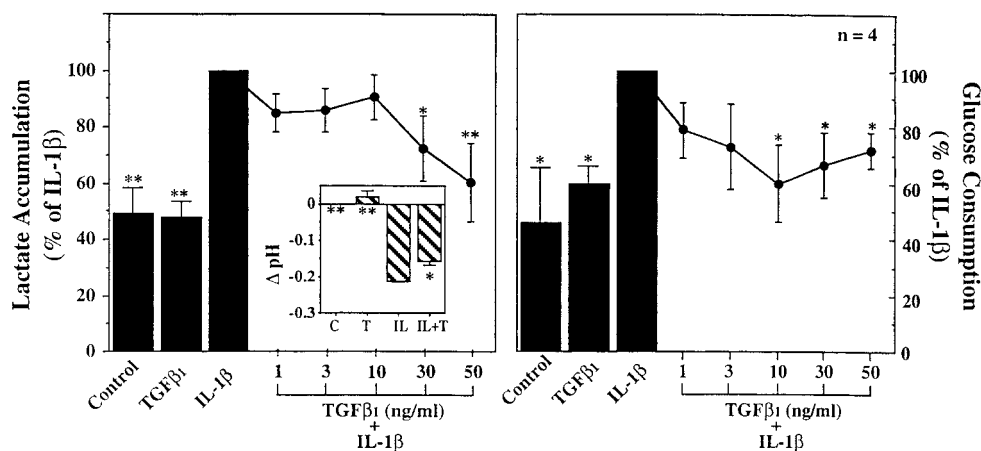 Lactate Accumulation
(% of IL-1β)
100
80
60
40
20
0
**
**
*
**
Control
TGFβ1
IL-1β
1 3 10 30 50
TGFβ1 (ng/ml)
+
IL-1β
Δ pH
0
-0.1
-0.2
-0.3
**
**
*
C T IL IL+T
n = 4
*
*
*
*
*
Control
TGFβ1
IL-1β
1 3 10 30 50
TGFβ1 (ng/ml)
+
IL-1β
100
80
60
40
20
0
Glucose Consumption
(% of IL-1β)